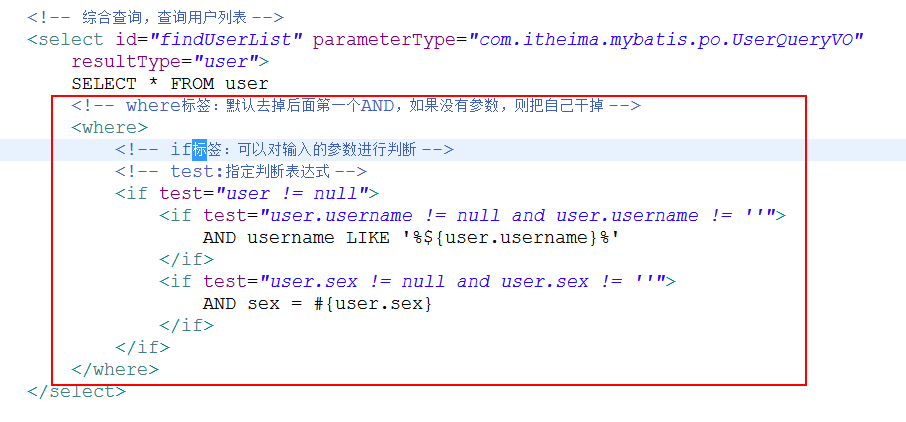 <!-- 综合查询，查询用户列表 -->
<select id="findUserList" parameterType="com.itheima.mybatis.po.UserQueryVO"
resultType="user">
SELECT * FROM user
<!-- where标签：默认去掉后面第一个AND，如果没有参数，则把自己干掉 -->
<where>
<!-- if标签：可以对输入的参数进行判断 -->
<!-- test:指定判断表达式 -->
<if test="user != null">
<if test="user.username != null and user.username != ''">
AND username LIKE '%${user.username}%'
</if>
<if test="user.sex != null and user.sex != ''">
AND sex = #{user.sex}
</if>
</if>
</where>
</select>